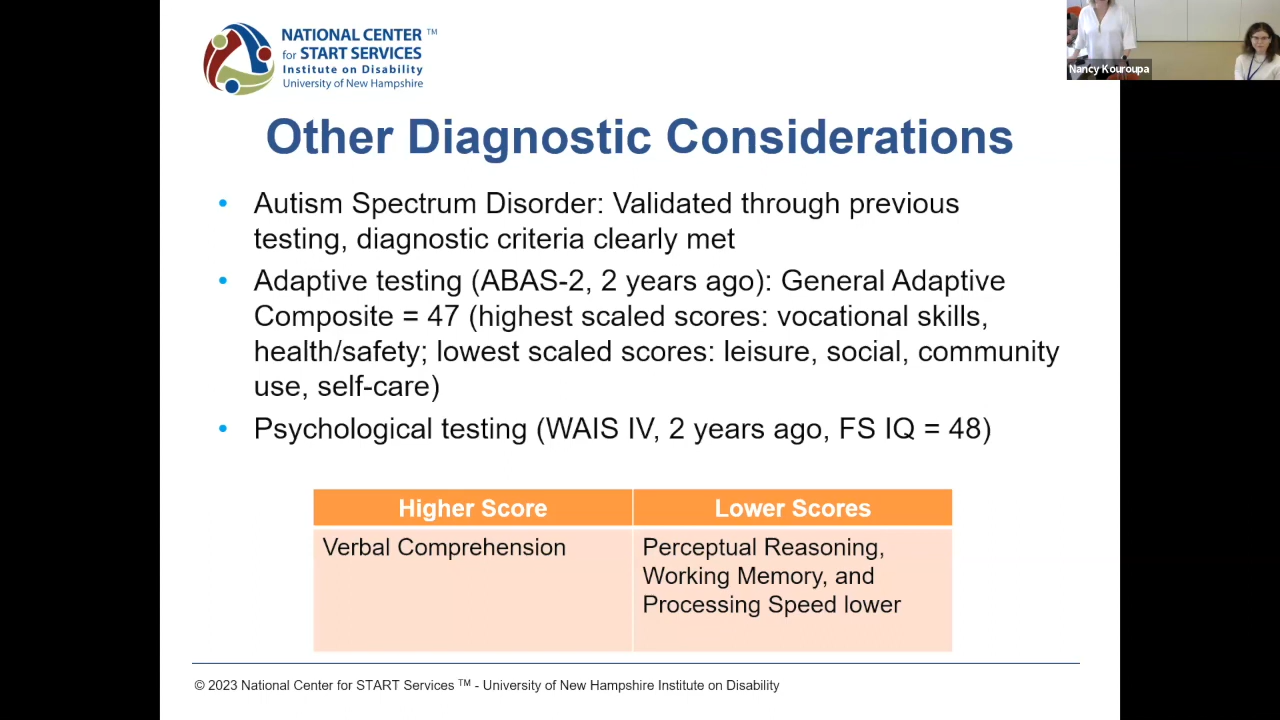 NATIONAL CENTER TM
for START SERVICES
Institute on Disability
University of New Hampshire
Nancy Kouroupa
Other Diagnostic Considerations
• Autism Spectrum Disorder: Validated through previous
testing, diagnostic criteria clearly met
• Adaptive testing (ABAS-2, 2 years ago): General Adaptive
Composite = 47 (highest scaled scores: vocational skills,
health/safety; lowest scaled scores: leisure, social, community
use, self-care)
• Psychological testing (WAIS IV, 2 years ago, FS IQ = 48)
Higher Score
Lower Scores
Verbal Comprehension
Perceptual Reasoning,
Working Memory, and
Processing Speed lower
© 2023 National Center for START Services TM - University of New Hampshire Institute on Disability